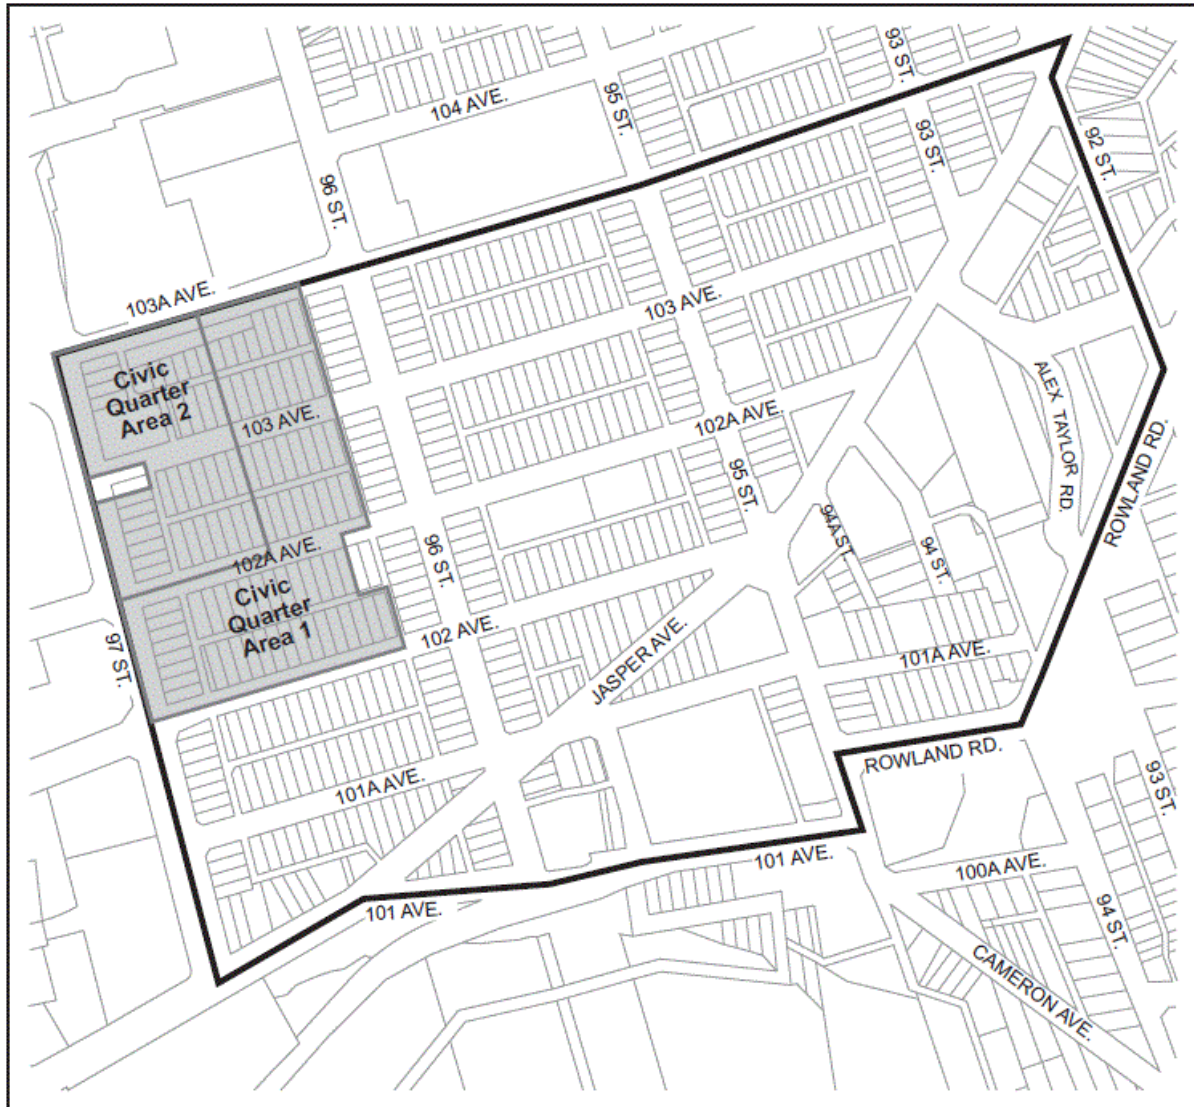 93 ST.
104 AVE.
95 ST.
93 ST.
92 ST.
96 ST.
103A AVE.
103 AVE.
Civic
Quarter
Area 2
103 AVE.
102A AVE.
ALEX TAYLOR RD.
ROWLAND RD.
95 ST.
94A ST.
94 ST.
102A AVE.
96 ST.
Civic
Quarter
Area 1
102 AVE.
97 ST.
JASPER AVE.
101A AVE.
ROWLAND RD.
101A AVE.
93 ST.
101 AVE.
100A AVE.
101 AVE.
94 ST.
CAMERON AVE.